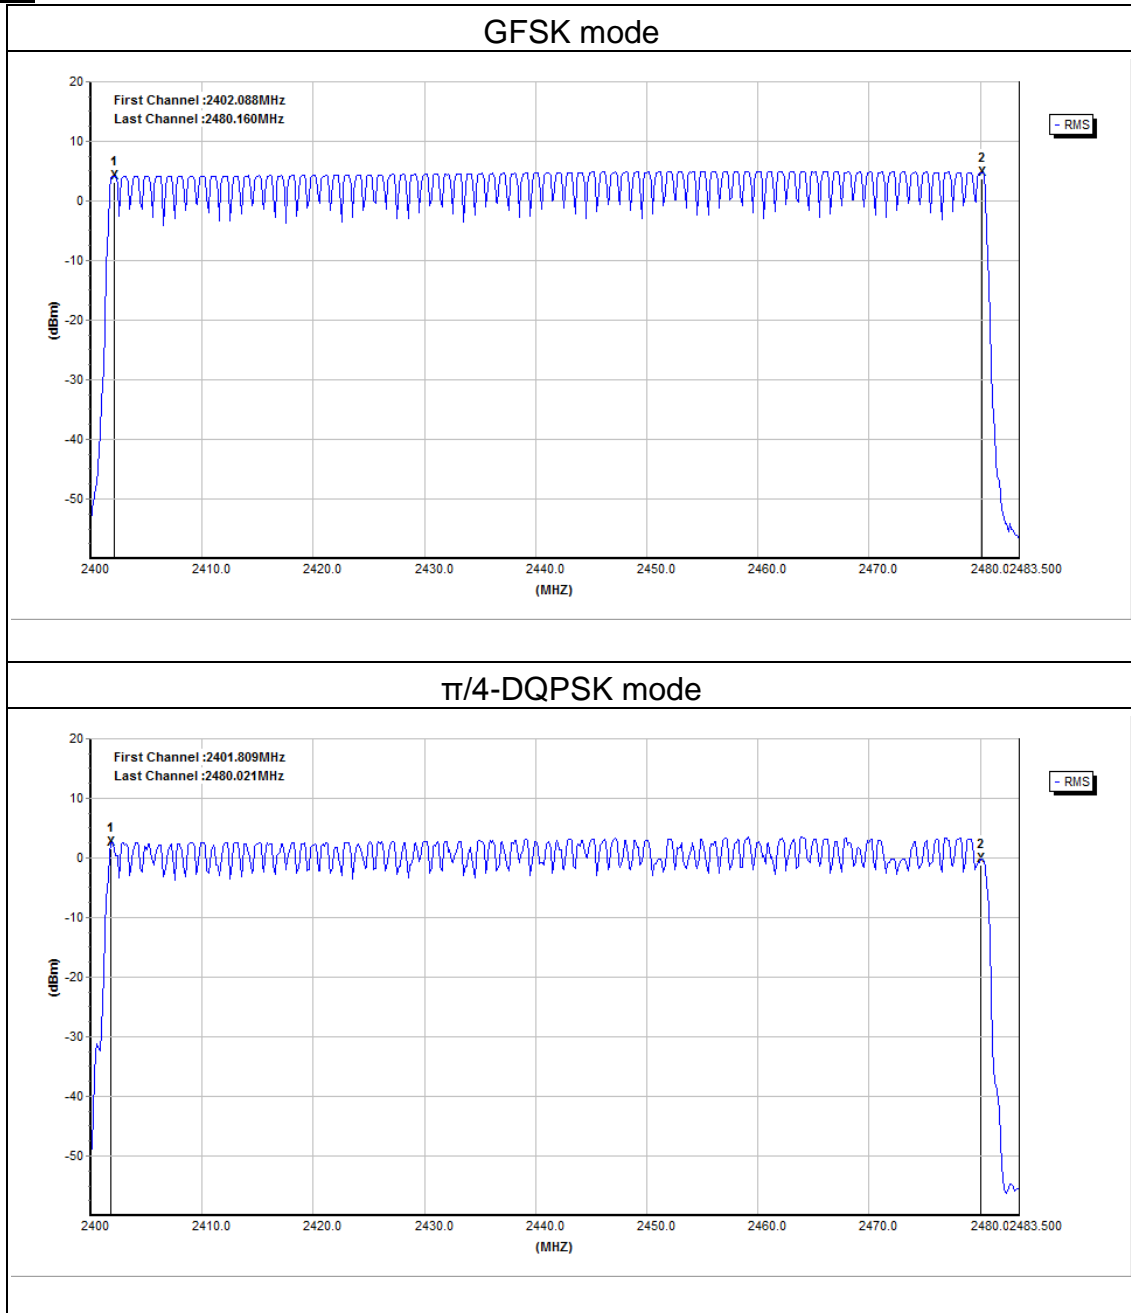 GFSK mode
First Channel :2402.088MHz
Last Channel :2480.160MHz
RMS
20
10
0
-10
-20
-30
-40
-50
(dBm)
1
X
2
X
2400 2410.0 2420.0 2430.0 2440.0 2450.0 2460.0 2470.0 2480.02483.500
(MHZ)
π/4-DQPSK mode
First Channel :2401.809MHz
Last Channel :2480.021MHz
RMS
20
10
0
-10
-20
-30
-40
-50
(dBm)
1
X
2
X
2400 2410.0 2420.0 2430.0 2440.0 2450.0 2460.0 2470.0 2480.02483.500
(MHZ)